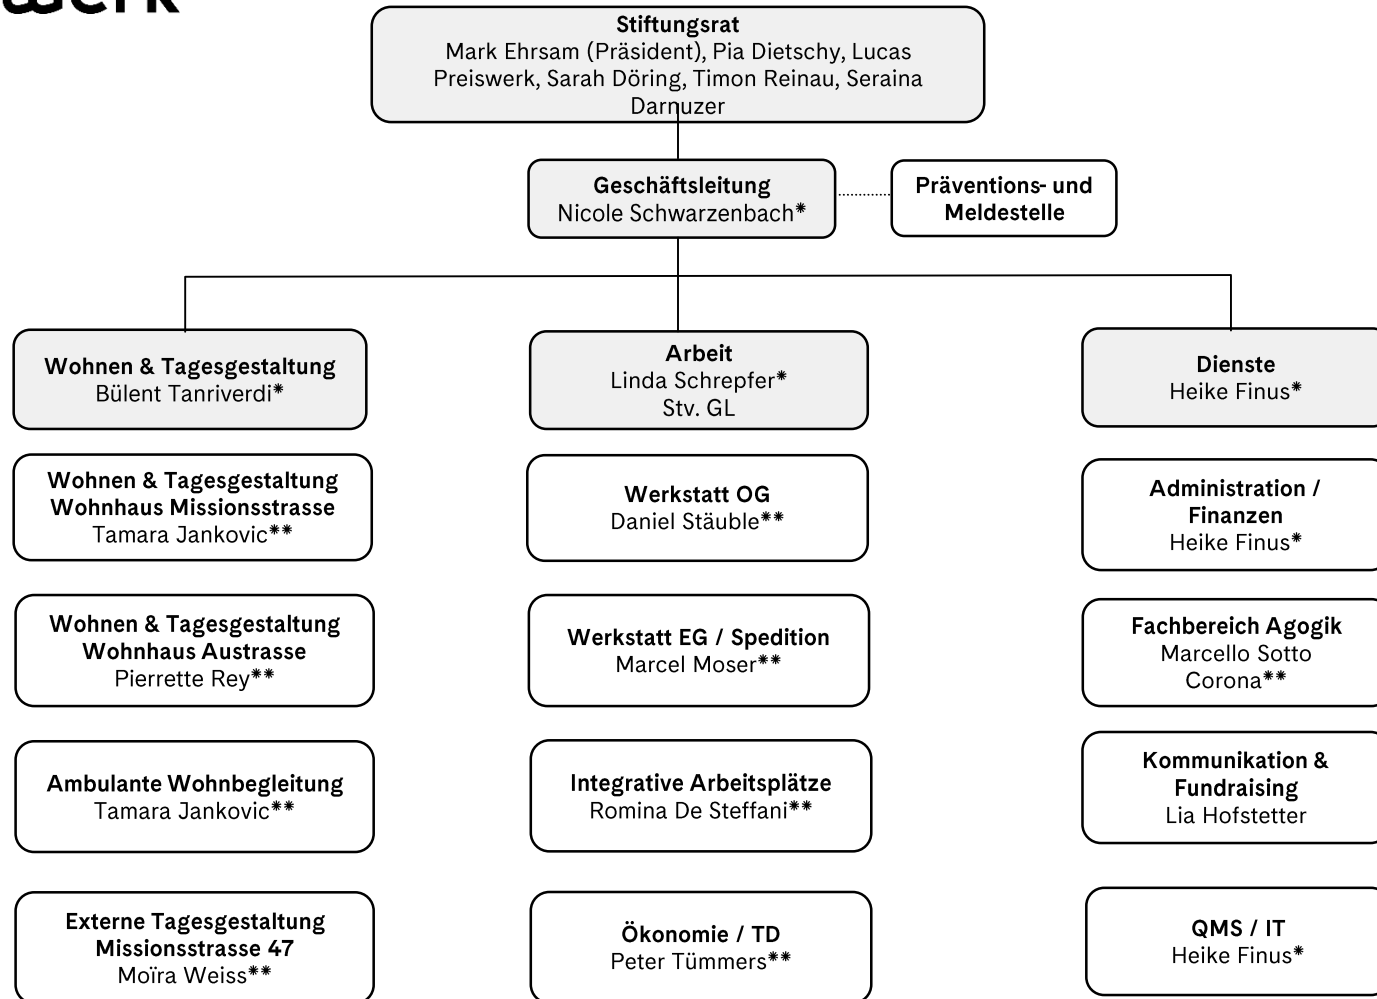 werk
Stiftungsrat
Mark Ehrsam (Präsident), Pia Dietschy, Lucas
Preiswerk, Sarah Döring, Timon Reinau, Seraina
Darnuzer
Geschäftsleitung
Nicole Schwarzenbach*
Präventions- und
Meldestelle
Wohnen & Tagesgestaltung
Bülent Tanriverdi*
Arbeit
Linda Schrepfer*
Stv. GL
Dienste
Heike Finus*
Wohnen & Tagesgestaltung
Wohnhaus Missionsstrasse
Tamara Jankovic**
Werkstatt OG
Daniel Stäuble**
Administration /
Finanzen
Heike Finus*
Wohnen & Tagesgestaltung
Wohnhaus Austrasse
Pierrette Rey**
Werkstatt EG / Spedition
Marcel Moser**
Fachbereich Agogik
Marcello Sotto
Corona**
Ambulante Wohnbegleitung
Tamara Jankovic**
Integrative Arbeitsplätze
Romina De Steffani**
Kommunikation &
Fundraising
Lia Hofstetter
Externe Tagesgestaltung
Missionsstrasse 47
Moïra Weiss**
Ökonomie / TD
Peter Tümmers**
QMS / IT
Heike Finus*